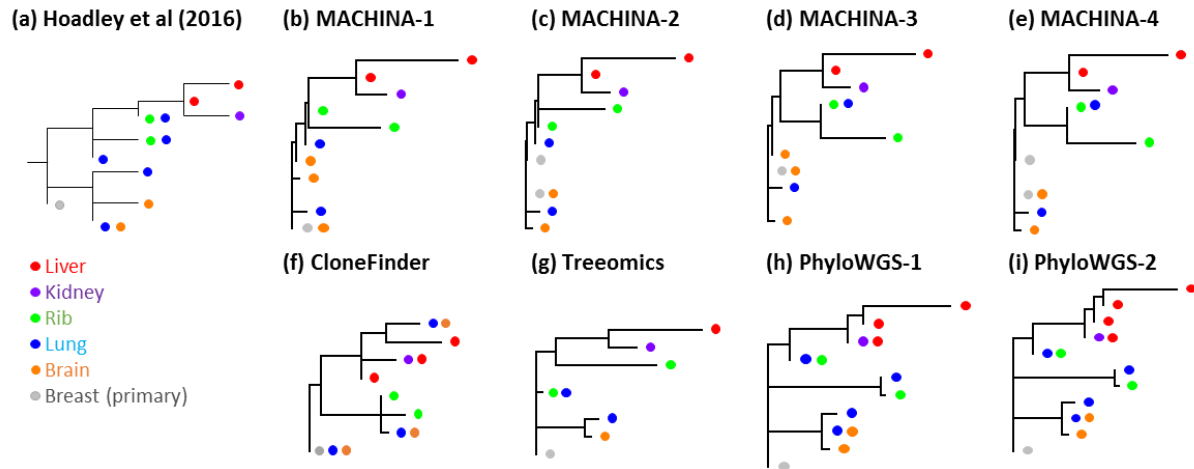 (a) Hoadley et al (2016)
(b) MACHINA-1
(c) MACHINA-2
(d) MACHINA-3
(e) MACHINA-4
Liver
Kidney
Rib
Lung
Brain
Breast (primary)
(f) CloneFinder
(g) Treeomics
(h) PhyloWGS-1
(i) PhyloWGS-2